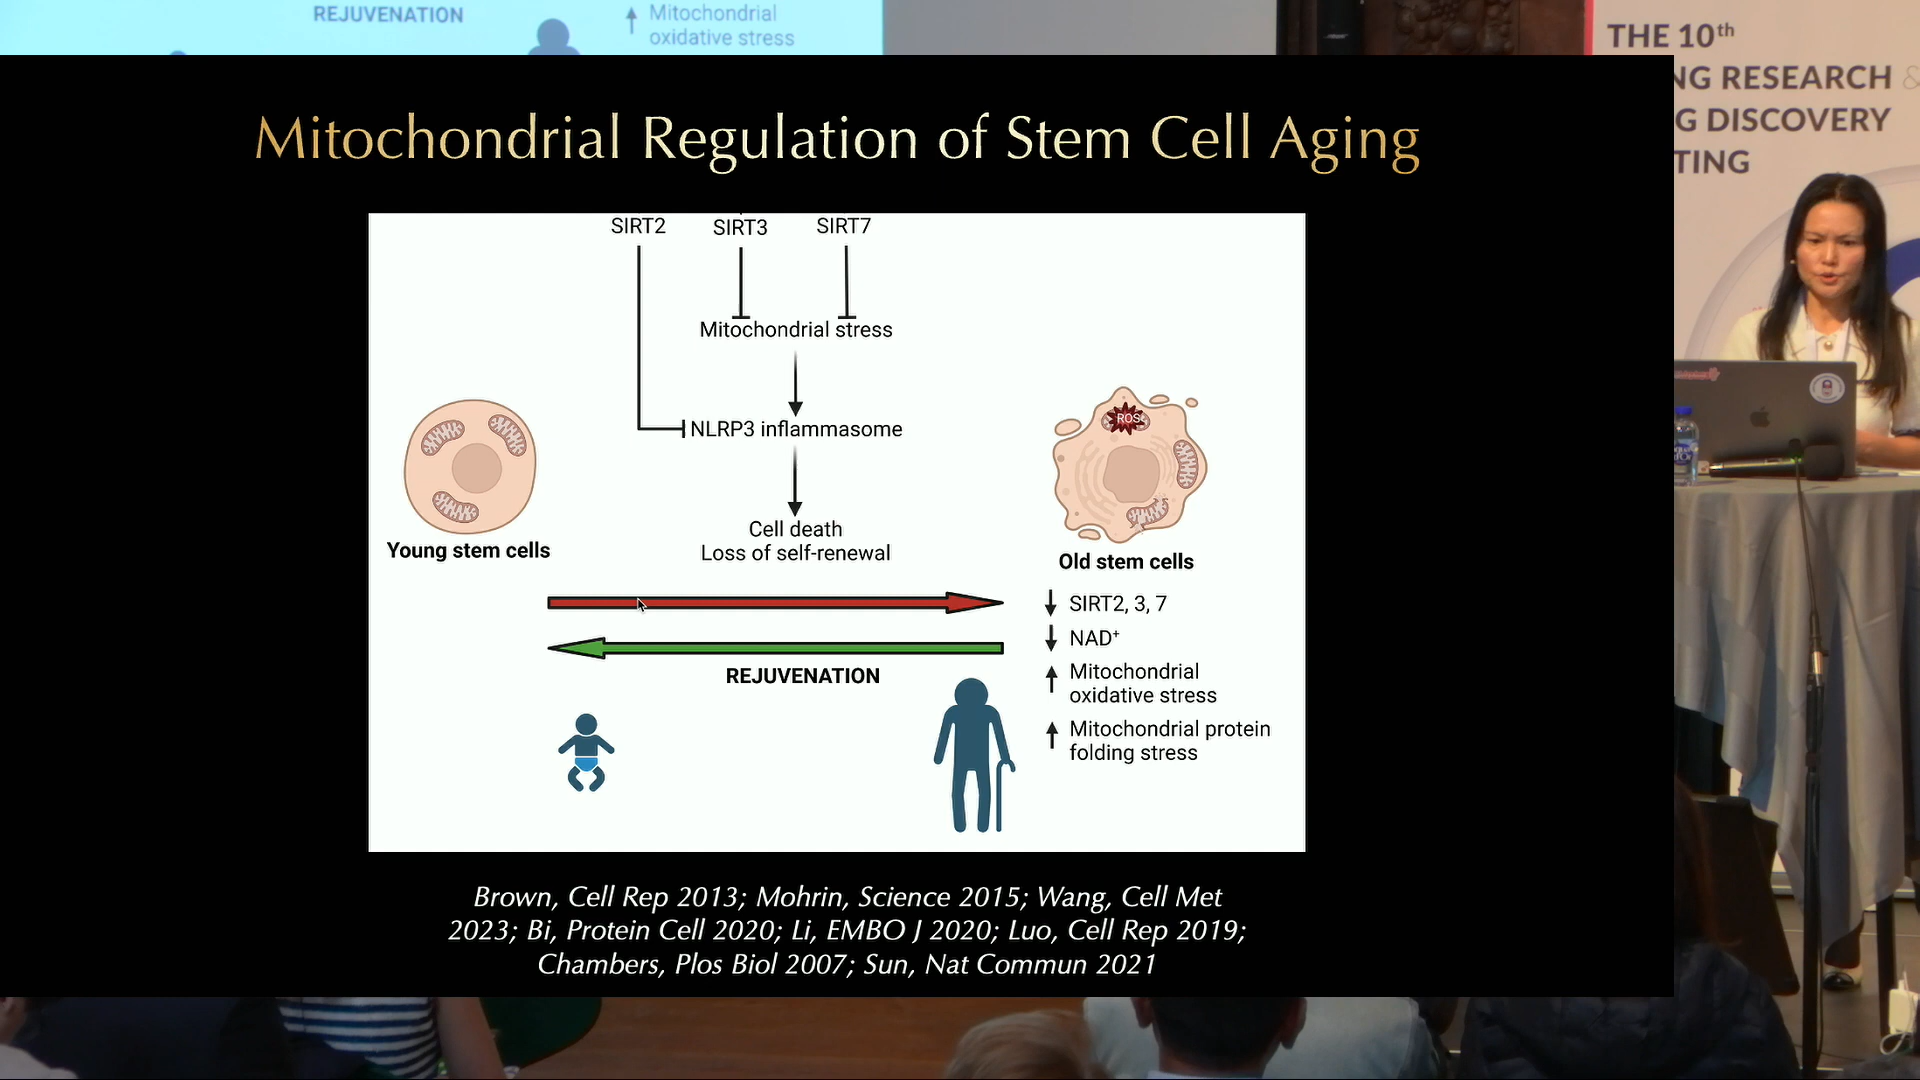 REJUVENATION
Mitochondrial
oxidative stress
THE 10th
NG RESEARCH &
G DISCOVERY
TING
Mitochondrial Regulation of Stem Cell Aging
SIRT2
SIRT3
SIRT7
Mitochondrial stress
NLRP3 inflammasome
Cell death
Loss of self-renewal
ROS
Young stem cells
Old stem cells
SIRT2, 3, 7
NAD+
Mitochondrial
oxidative stress
Mitochondrial protein
folding stress
REJUVENATION
Brown, Cell Rep 2013; Mohrin, Science 2015; Wang, Cell Met
2023; Bi, Protein Cell 2020; Li, EMBO J 2020; Luo, Cell Rep 2019;
Chambers, Plos Biol 2007; Sun, Nat Commun 2021